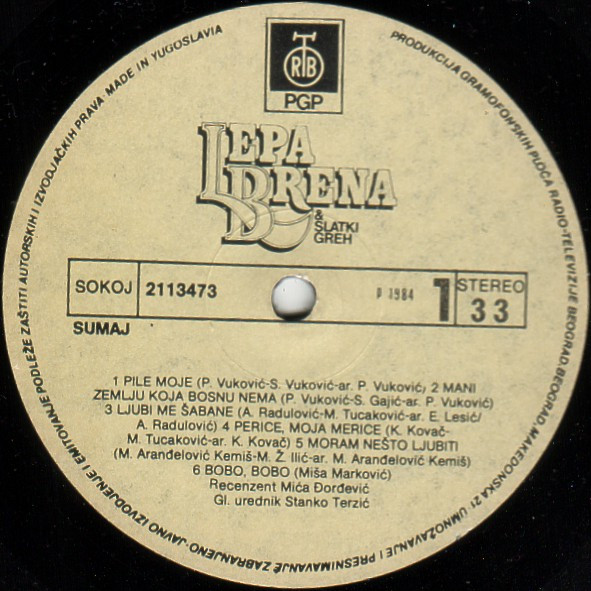 RTB
PGP
LEPA
BRENA
& SLATKI
GREH
SOKOJ 2113473 P 1984 1 STEREO
33
SUMAJ
1 PILE MOJE (P. Vuković-S. Vuković-ar. P. Vuković) 2 MANI
ZEMLJU KOJA BOSNU NEMA (P. Vuković-S. Gajić-ar. P. Vuković)
3 LJUBI ME ŠABANE (A. Radulović-M. Tucaković-ar. E. Lesić/
A. Radulović) 4 PERICE, MOJA MERICE (K. Kovač-
M. Tucaković-ar. K. Kovač) 5 MORAM NEŠTO LJUBITI
(M. Aranđelović Kemiš-M. Ž. Ilić-ar. M. Aranđelović Kemiš)
6 BOBO, BOBO (Miša Marković)
Recenzent Mića Đorđević
Gl. urednik Stanko Terzić
PRODUKCIJA GRAMOFONSKIH PLOČA RADIO-TELEVIZIJE BEOGRAD, BEOGRAD, MAKEDONSKA 21. UMNOŽAVANJE I PRESNIMAVANJE ZABRANJENO-JAVNO IZVODJENJE I EMITOVANJE PODLEŽE ZAŠTITI AUTORSKIH I IZVODJAČKIH PRAVA-MADE IN YUGOSLAVIA